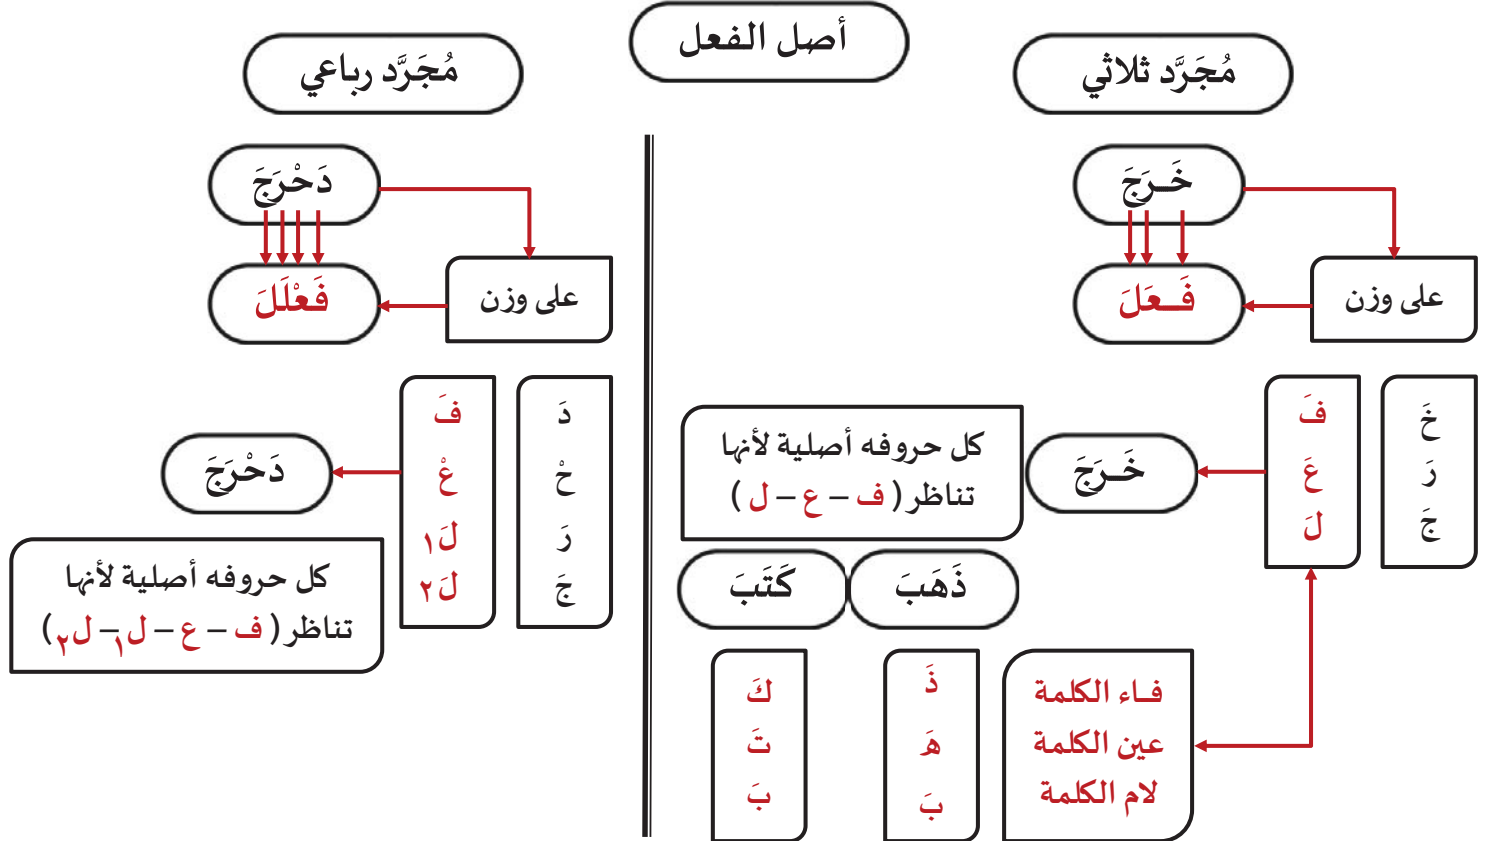 أصل الفعل
مُجَرَّد ثلاثي
خَـرَجَ
على وزن
فَـعَلَ
خَ
رَ
جَ
فَ
عَ
لَ
خَـرَجَ
كل حروفه أصلية لأنها
تناظر ( ف – ع – ل )
ذَهَبَ
كَتَبَ
فـاء الكلمة
عين الكلمة
لام الكلمة
ذَ
هَ
بَ
كَ
تَ
بَ
مُجَرَّد رباعي
دَحْرَجَ
على وزن
فَعْلَلَ
دَ
حْ
رَ
جَ
فَ
عْ
لَ١
لَ٢
دَحْرَجَ
كل حروفه أصلية لأنها
تناظر ( ف – ع – ل١– ل٢)